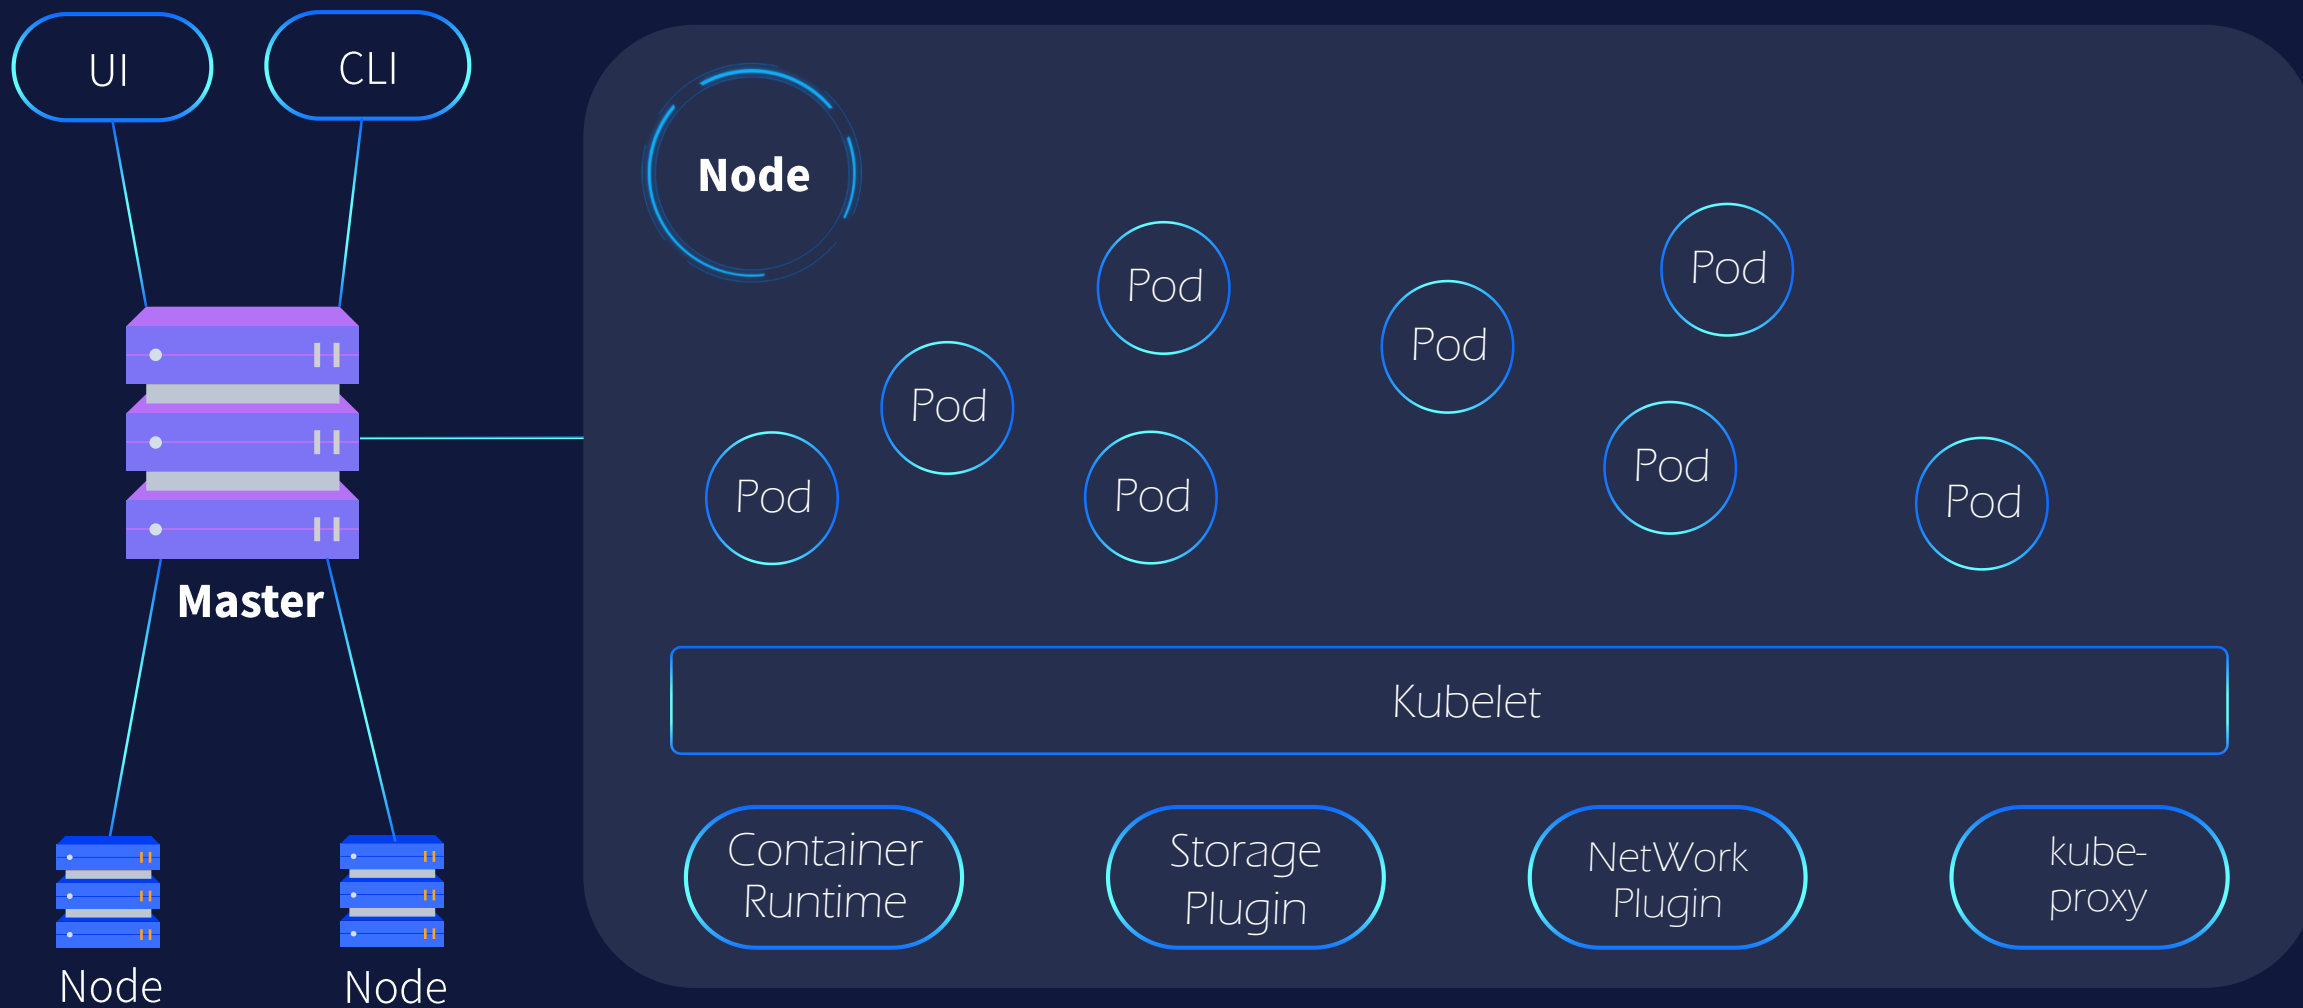 UI
CLI
Node
Pod
Pod
Pod
Pod
Pod
Pod
Pod
Pod
Master
Kubelet
Container
Runtime
Storage
Plugin
NetWork
Plugin
kube-
proxy
Node
Node